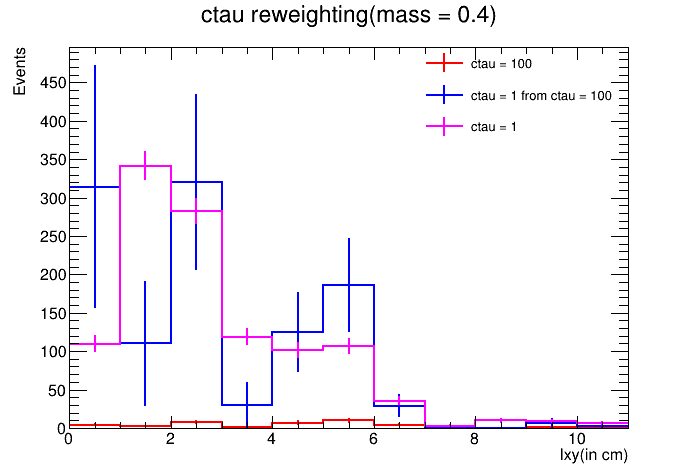 ctau reweighting(mass = 0.4)
Events
ctau = 100
ctau = 1 from ctau = 100
ctau = 1
450
400
350
300
250
200
150
100
50
0
0 2 4 6 8 10
lxy(in cm)